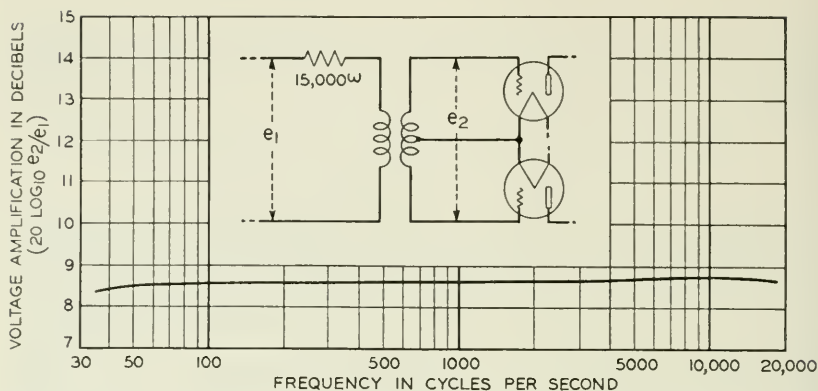 VOLTAGE AMPLIFICATION IN DECIBELS
(20 LOG₁₀ e₂/e₁)
15
14
13
12
11
10
9
8
7
15,000ω
e₁
e₂
30 50 100 500 1000 5000 10,000 20,000
FREQUENCY IN CYCLES PER SECOND